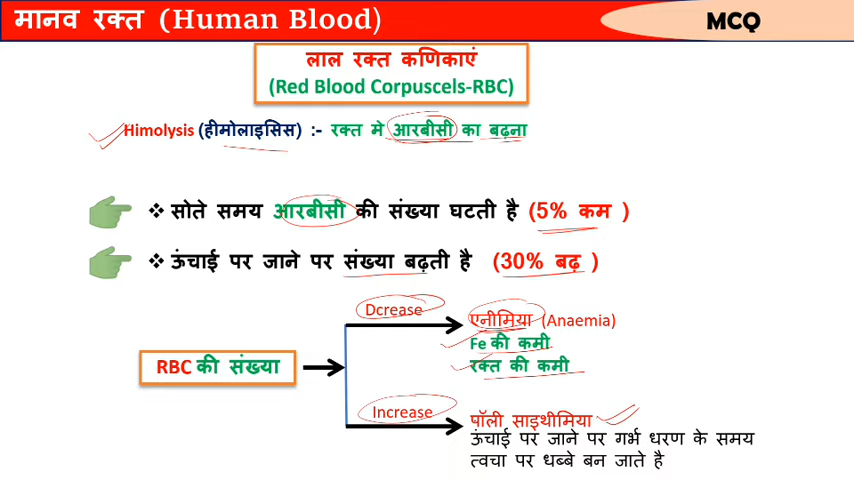 मानव रक्त (Human Blood)
MCQ
लाल रक्त कणिकाएं
(Red Blood Corpuscels-RBC)
Himolysis (हीमोलाइसिस) :- रक्त मे आरबीसी का बढ़ना
❖ सोते समय आरबीसी की संख्या घटती है (5% कम )
❖ ऊंचाई पर जाने पर संख्या बढ़ती है (30% बढ़ )
Dcrease
एनीमिया (Anaemia)
Fe की कमी
रक्त की कमी
RBC की संख्या
Increase
पॉली साइथीमिया
ऊंचाई पर जाने पर गर्भ धरण के समय
त्वचा पर धब्बे बन जाते है